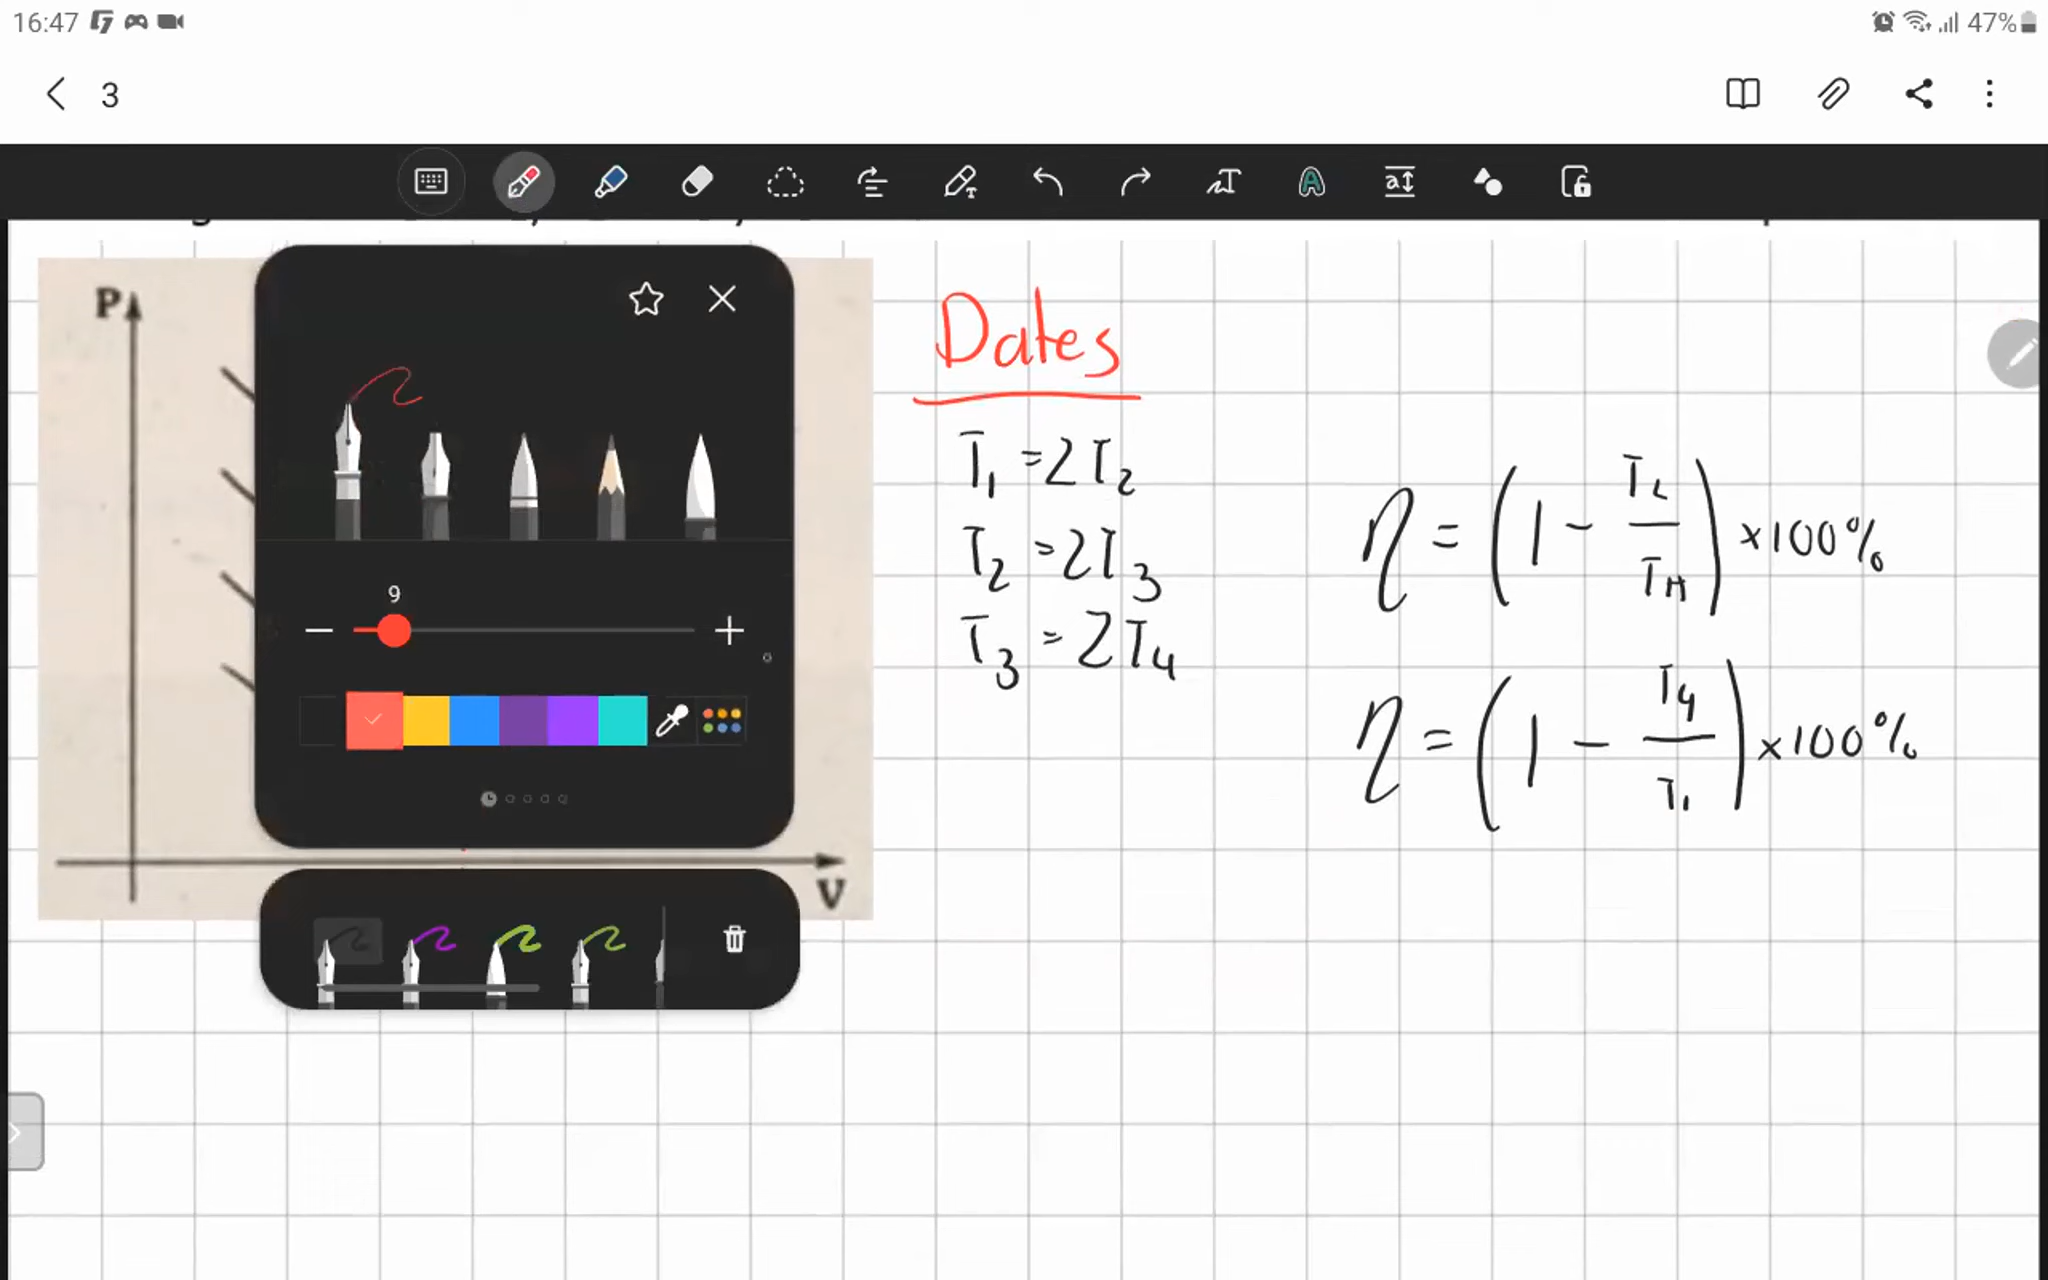 16:47 47%
3
P
9
V
Dates
T₁ = 2T₂
T₂ = 2T₃
T₃ = 2T₄
η = (1 - T_L/T_H) × 100%
η = (1 - T₄/T₁) × 100%